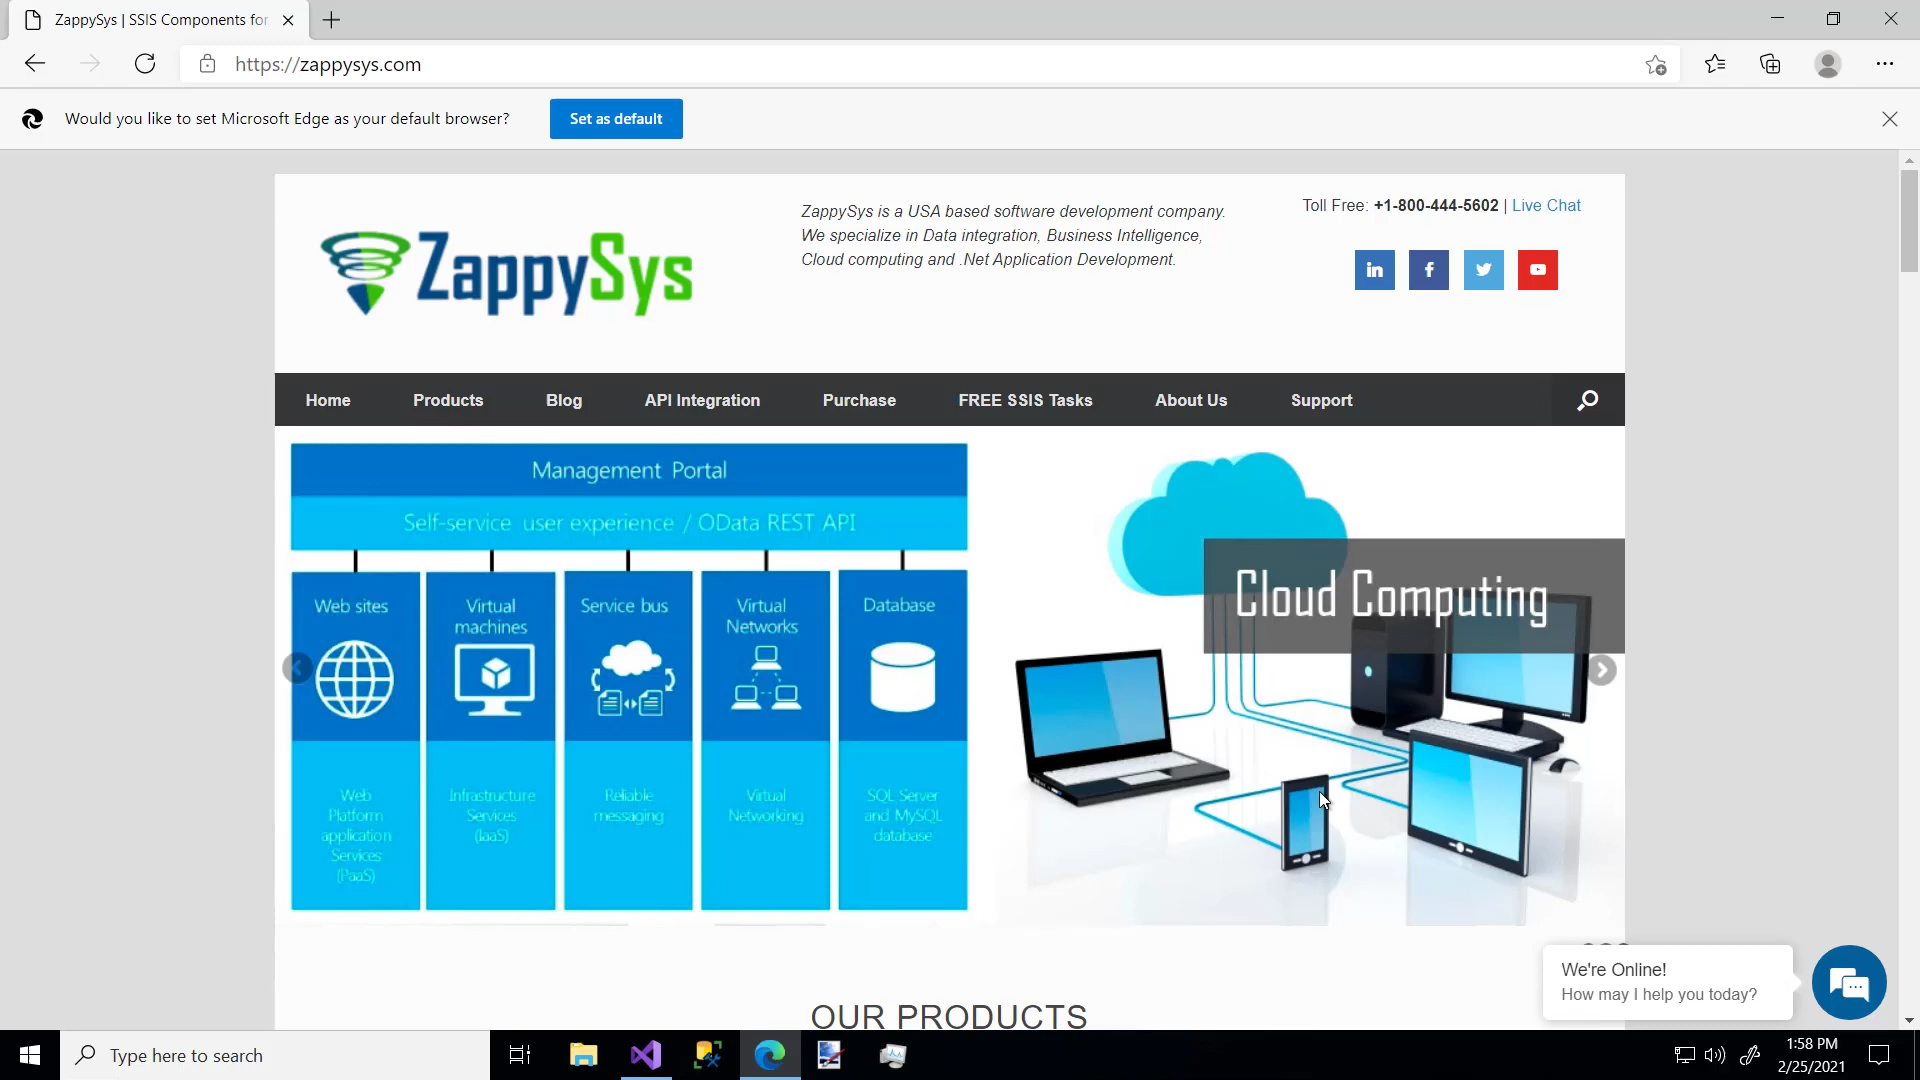 ZappySys | SSIS Components for
https://zappysys.com
Would you like to set Microsoft Edge as your default browser?
Set as default
ZappySys
ZappySys is a USA based software development company.
We specialize in Data integration, Business Intelligence,
Cloud computing and .Net Application Development.
Toll Free: +1-800-444-5602 | Live Chat
Home
Products
Blog
API Integration
Purchase
FREE SSIS Tasks
About Us
Support
Management Portal
Self-service user experience / OData REST API
Web sites
Virtual
machines
Service bus
Virtual
Networks
Database
Web
Platform
application
Services
(PaaS)
Infrastructure
Services
(IaaS)
Reliable
messaging
Virtual
Networking
SQL Server
and MySQL
database
Cloud Computing
We're Online!
How may I help you today?
OUR PRODUCTS
Type here to search
1:58 PM
2/25/2021